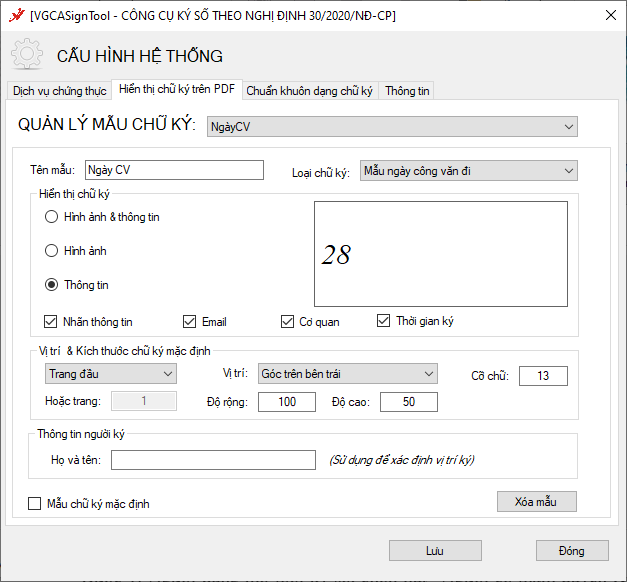 [VGCASignTool - CÔNG CỤ KÝ SỐ THEO NGHỊ ĐỊNH 30/2020/NĐ-CP]
CẤU HÌNH HỆ THỐNG
Dịch vụ chứng thực Hiển thị chữ ký trên PDF Chuẩn khuôn dạng chữ ký Thông tin
QUẢN LÝ MẪU CHỮ KÝ: NgàyCV
Tên mẫu: Ngày CV Loại chữ ký: Mẫu ngày công văn đi
Hiển thị chữ ký
Hình ảnh & thông tin
Hình ảnh
Thông tin
28
Nhãn thông tin Email Cơ quan Thời gian ký
Vị trí & Kích thước chữ ký mặc định
Trang đầu Vị trí: Góc trên bên trái Cỡ chữ: 13
Hoặc trang: 1 Độ rộng: 100 Độ cao: 50
Thông tin người ký
Họ và tên: (Sử dụng để xác định vị trí ký)
Mẫu chữ ký mặc định Xóa mẫu
Lưu Đóng